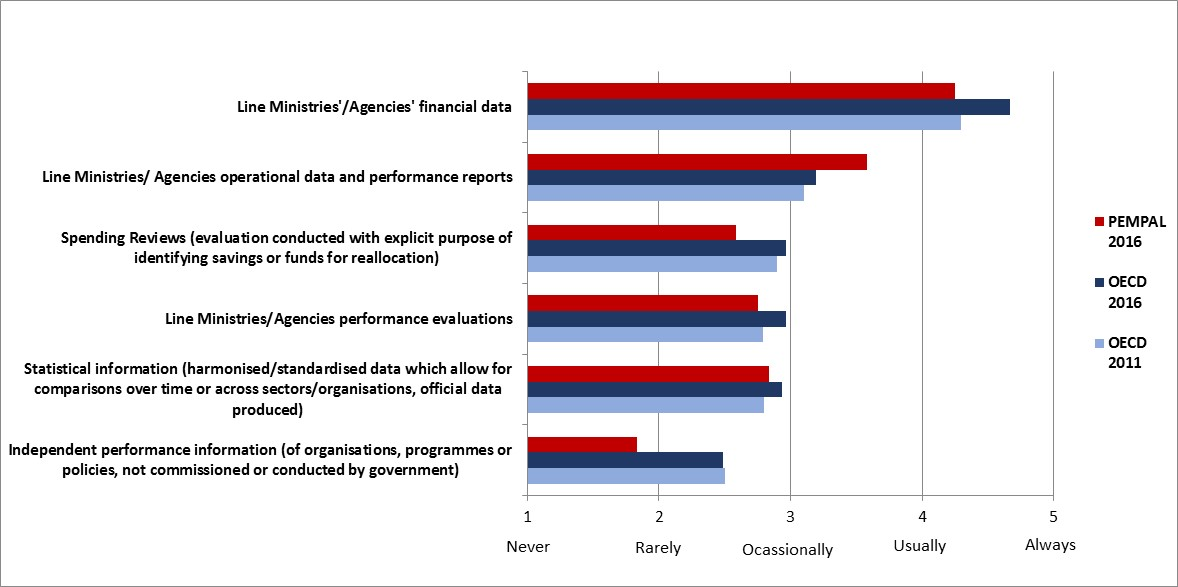 Line Ministries'/Agencies' financial data
Line Ministries/ Agencies operational data and performance reports
Spending Reviews (evaluation conducted with explicit purpose of
identifying savings or funds for reallocation)
Line Ministries/Agencies performance evaluations
Statistical information (harmonised/standardised data which allow for
comparisons over time or across sectors/organisations, official data
produced)
Independent performance information (of organisations, programmes or
policies, not commissioned or conducted by government)
1 2 3 4 5
Never Rarely Ocassionally Usually Always
PEMPAL
2016
OECD
2016
OECD
2011